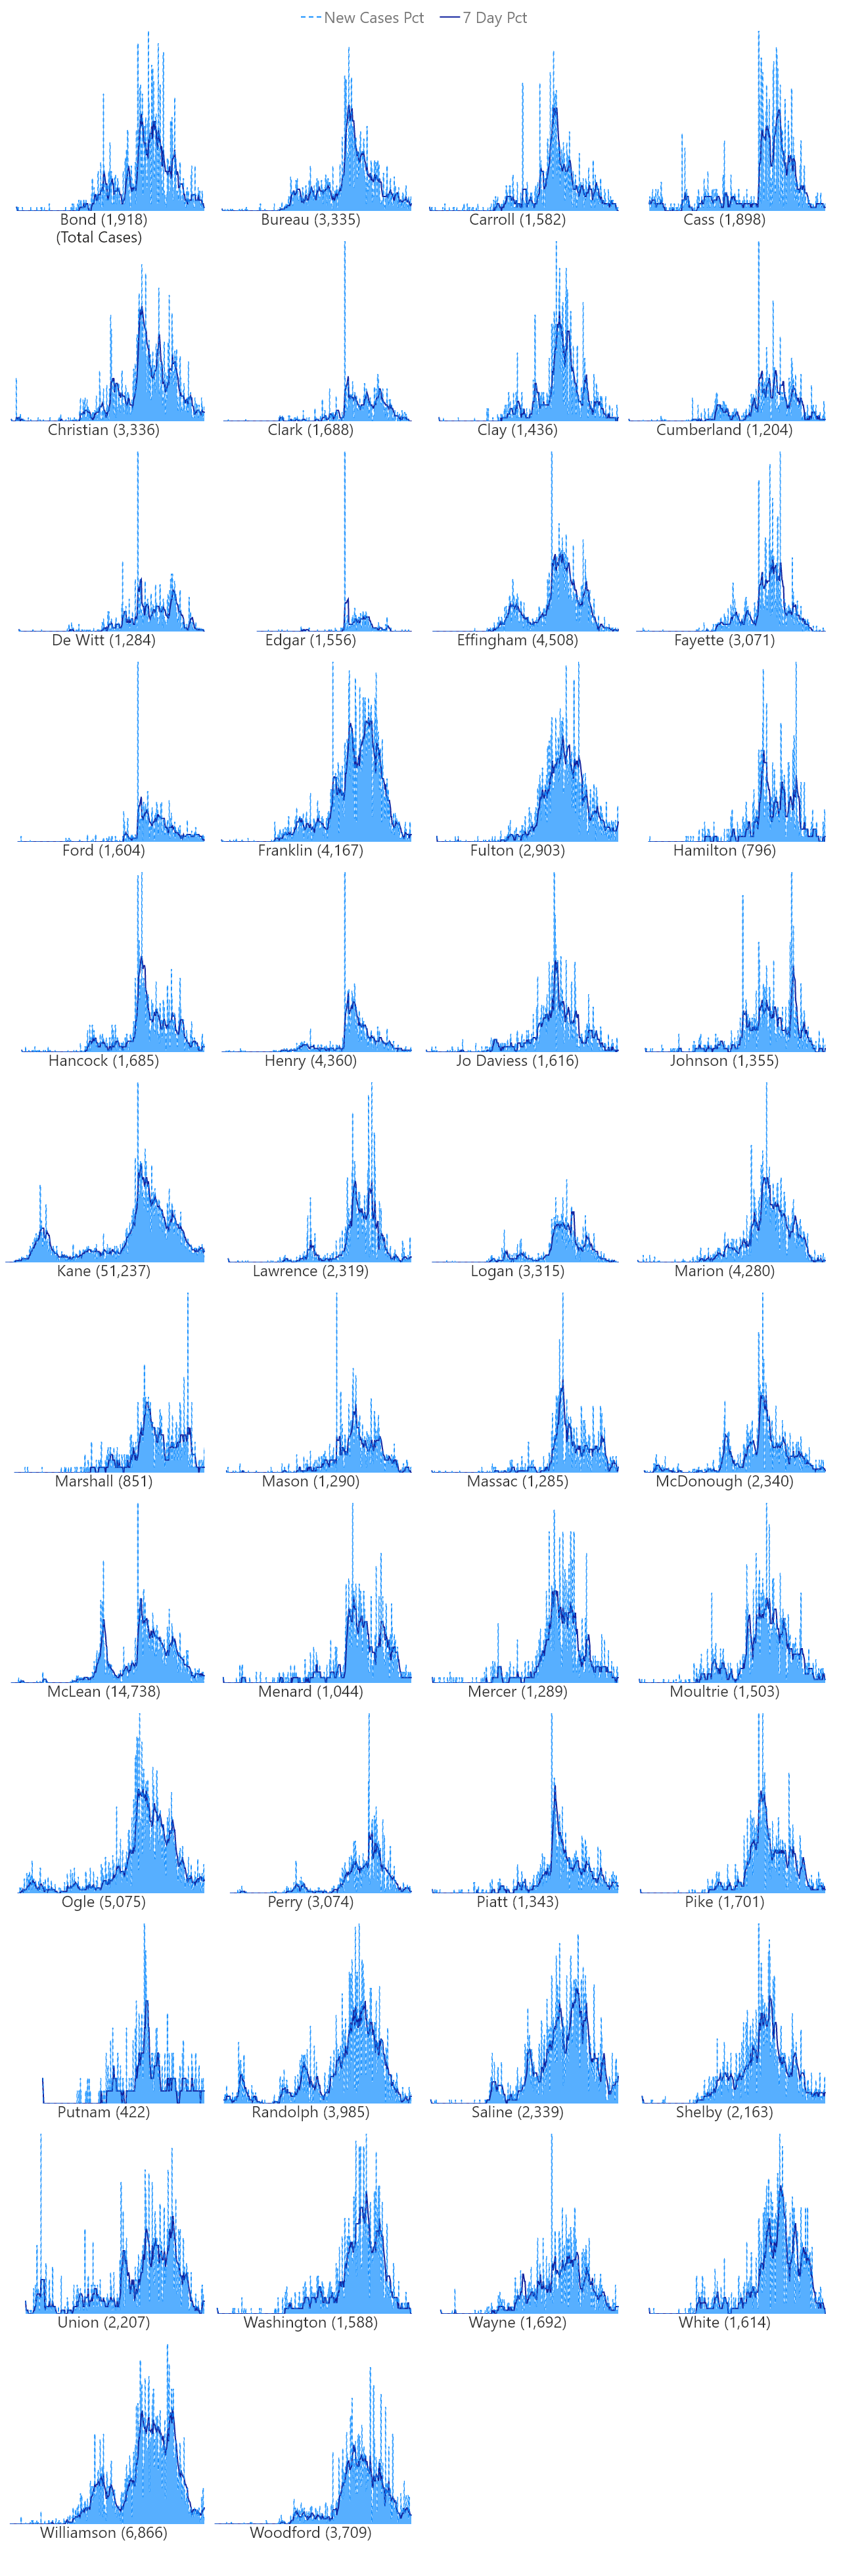 New Cases Pct 7 Day Pct
Bond (1,918) Bureau (3,335) Carroll (1,582) Cass (1,898)
(Total Cases)
Christian (3,336) Clark (1,688) Clay (1,436) Cumberland (1,204)
De Witt (1,284) Edgar (1,556) Effingham (4,508) Fayette (3,071)
Ford (1,604) Franklin (4,167) Fulton (2,903) Hamilton (796)
Hancock (1,685) Henry (4,360) Jo Daviess (1,616) Johnson (1,355)
Kane (51,237) Lawrence (2,319) Logan (3,315) Marion (4,280)
Marshall (851) Mason (1,290) Massac (1,285) McDonough (2,340)
McLean (14,738) Menard (1,044) Mercer (1,289) Moultrie (1,503)
Ogle (5,075) Perry (3,074) Piatt (1,343) Pike (1,701)
Putnam (422) Randolph (3,985) Saline (2,339) Shelby (2,163)
Union (2,207) Washington (1,588) Wayne (1,692) White (1,614)
Williamson (6,866) Woodford (3,709)